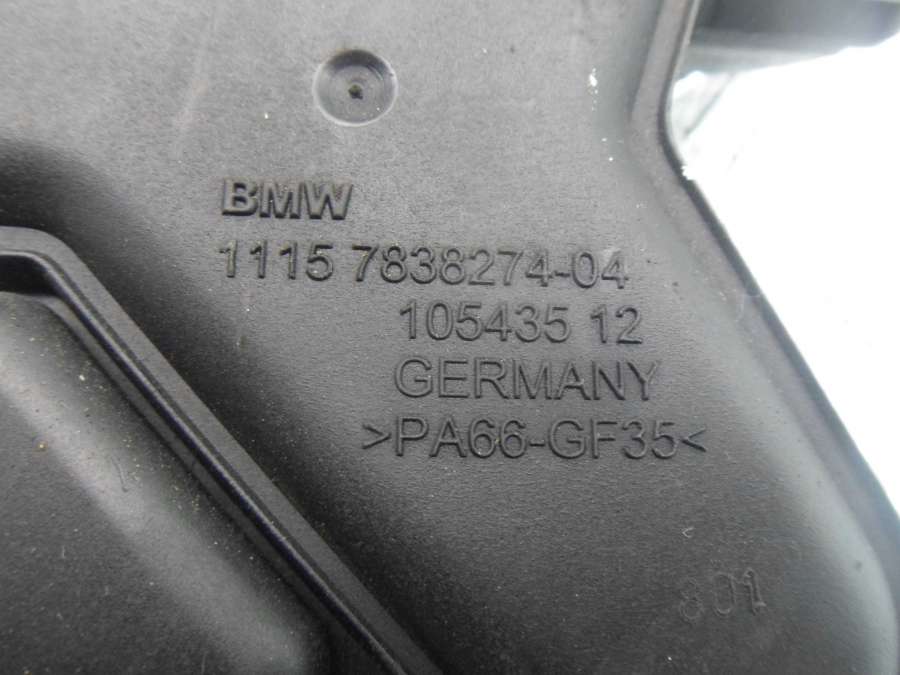 BMW
1115 7838274-04
105435 12
GERMANY
>PA66-GF35<
801